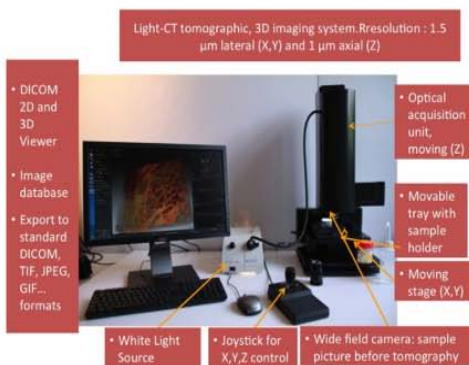 Light-CT tomographic, 3D imaging system.Rresolution : 1.5
µm lateral (X,Y) and 1 µm axial (Z)
• DICOM
2D and
3D
Viewer
• Image
database
• Export to
standard
DICOM,
TIF, JPEG,
GIF...
formats
• Optical
acquisition
unit,
moving (Z)
• Movable
tray with
sample
holder
• Moving
stage (X,Y)
• White Light
Source
• Joystick for
X,Y,Z control
• Wide field camera: sample
picture before tomography